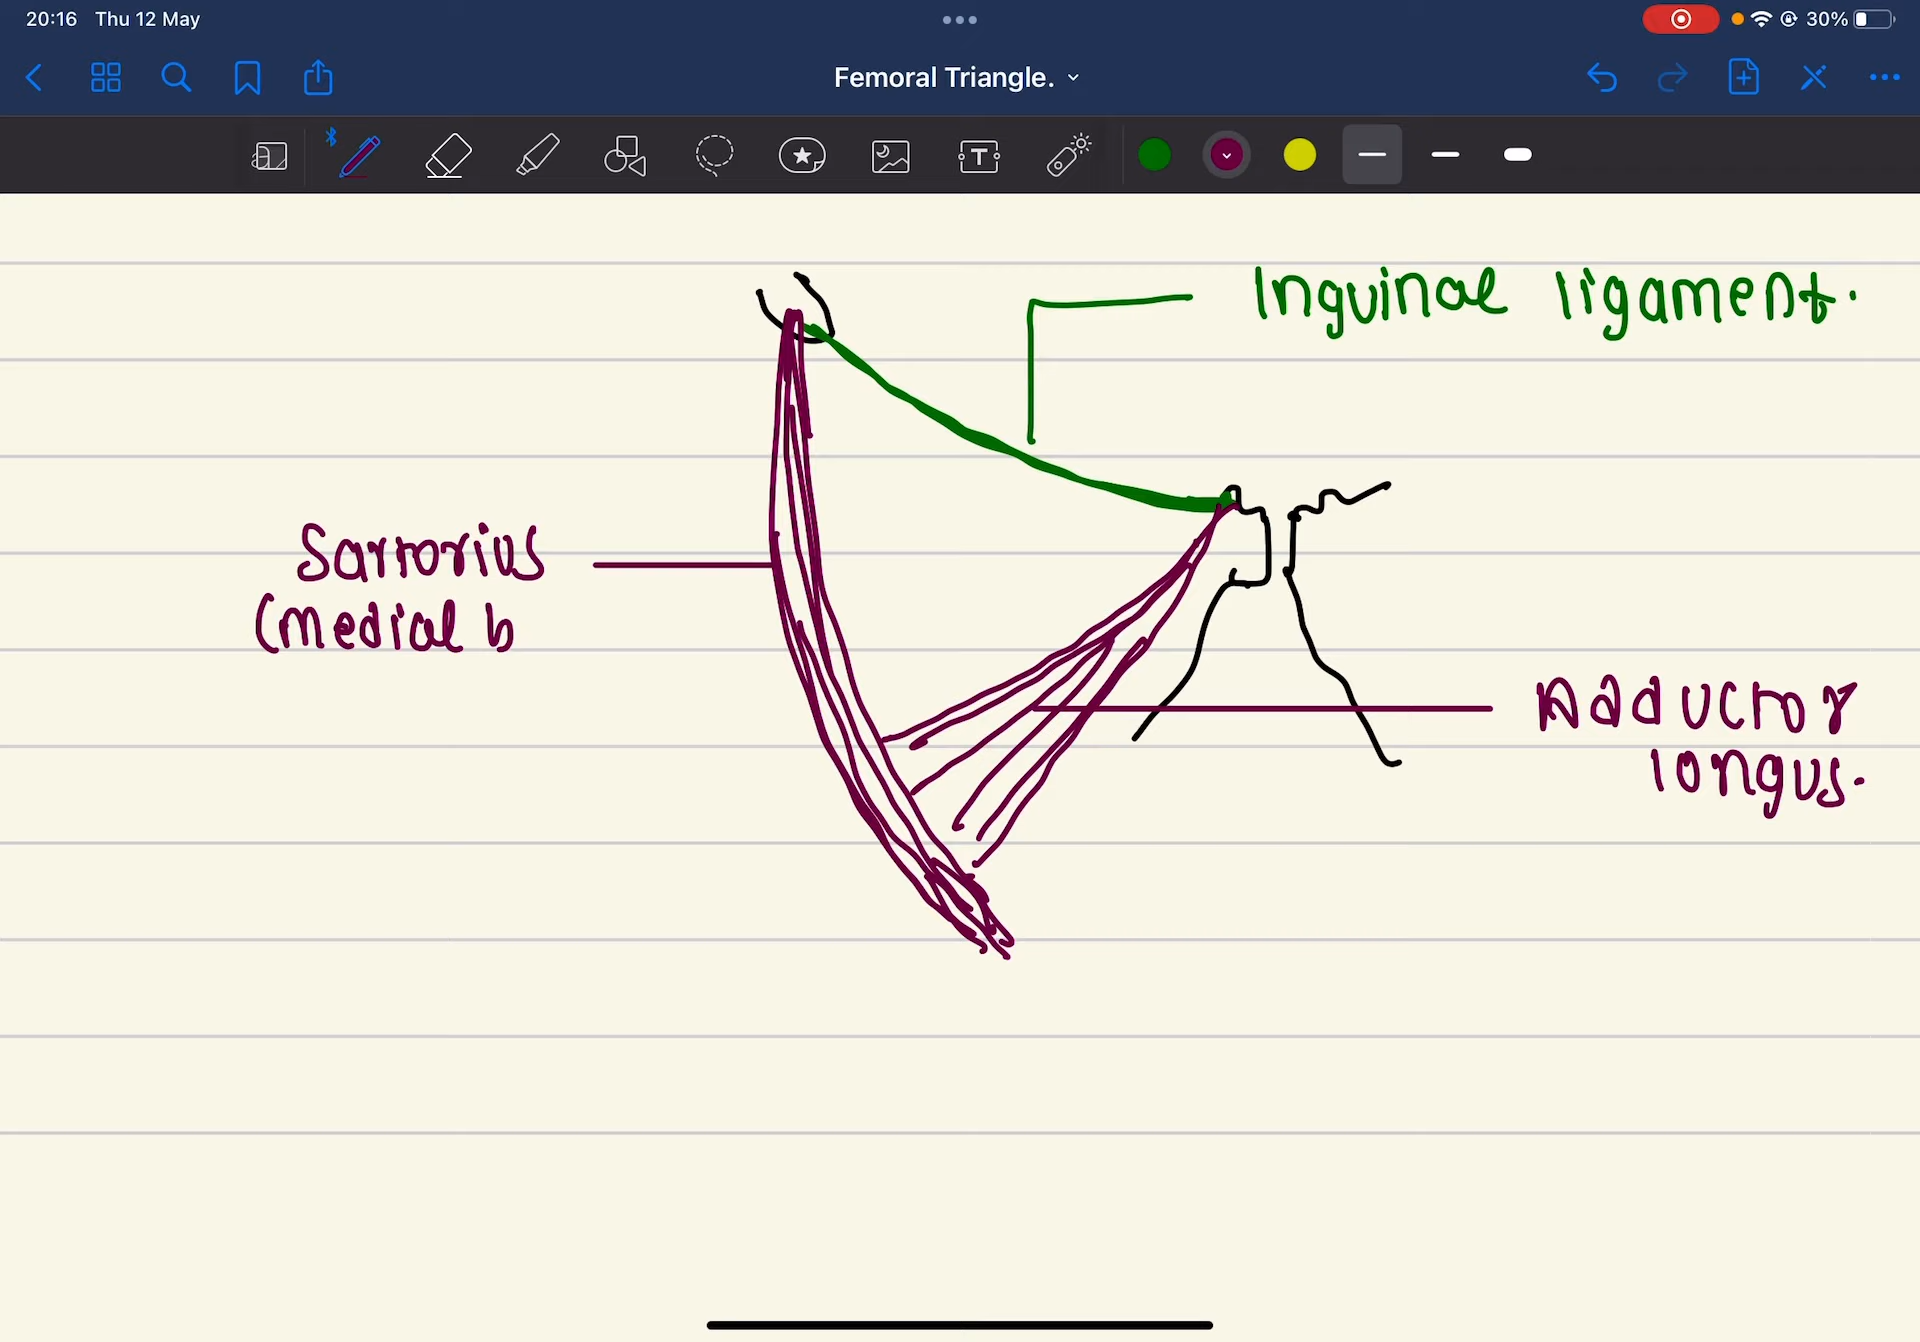 20:16 Thu 12 May
30%
Femoral Triangle.
T
Inguinal ligament.
Sartorius
(medial b
Adductor
longus.